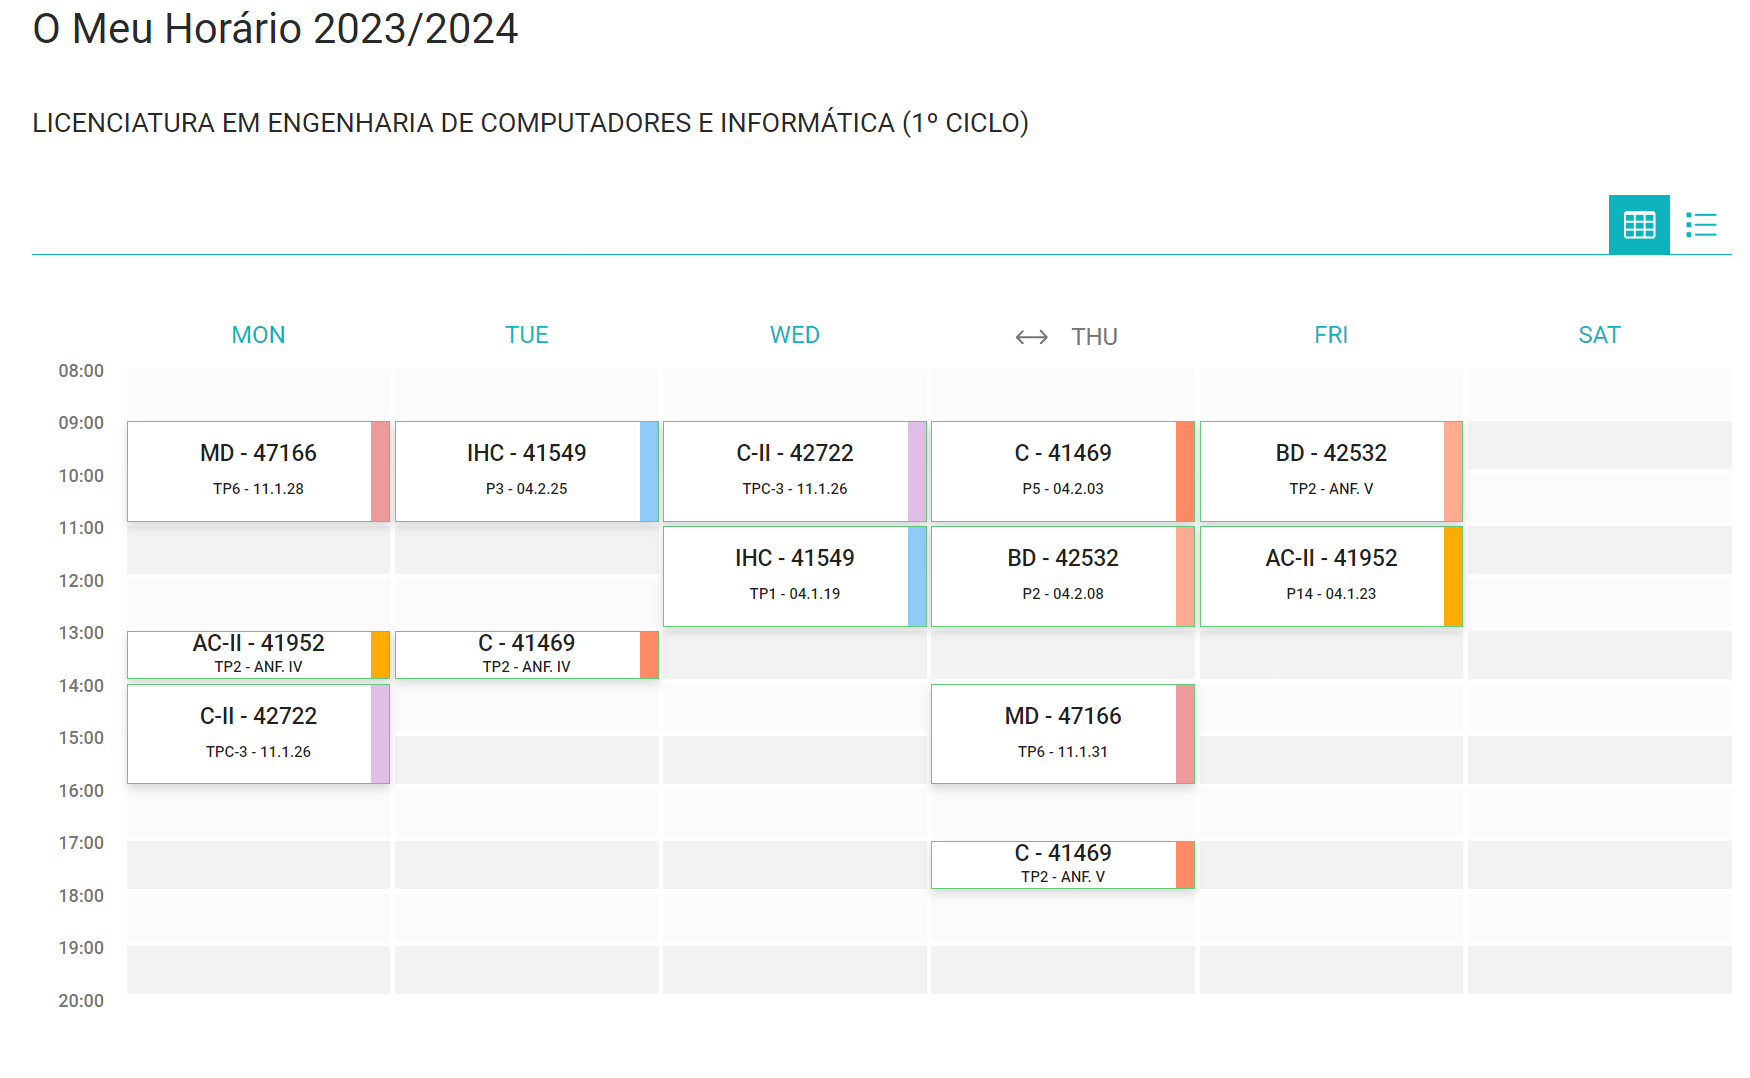 O Meu Horário 2023/2024
LICENCIATURA EM ENGENHARIA DE COMPUTADORES E INFORMÁTICA (1º CICLO)
MON TUE WED THU FRI SAT
08:00
09:00
MD - 47166 IHC - 41549 C-II - 42722 C - 41469 BD - 42532
10:00
TP6 - 11.1.28 P3 - 04.2.25 TPC-3 - 11.1.26 P5 - 04.2.03 TP2 - ANF. V
11:00
IHC - 41549 BD - 42532 AC-II - 41952
12:00
TP1 - 04.1.19 P2 - 04.2.08 P14 - 04.1.23
13:00
AC-II - 41952 C - 41469
TP2 - ANF. IV TP2 - ANF. IV
14:00
C-II - 42722 MD - 47166
15:00
TPC-3 - 11.1.26 TP6 - 11.1.31
16:00
17:00
C - 41469
TP2 - ANF. V
18:00
19:00
20:00